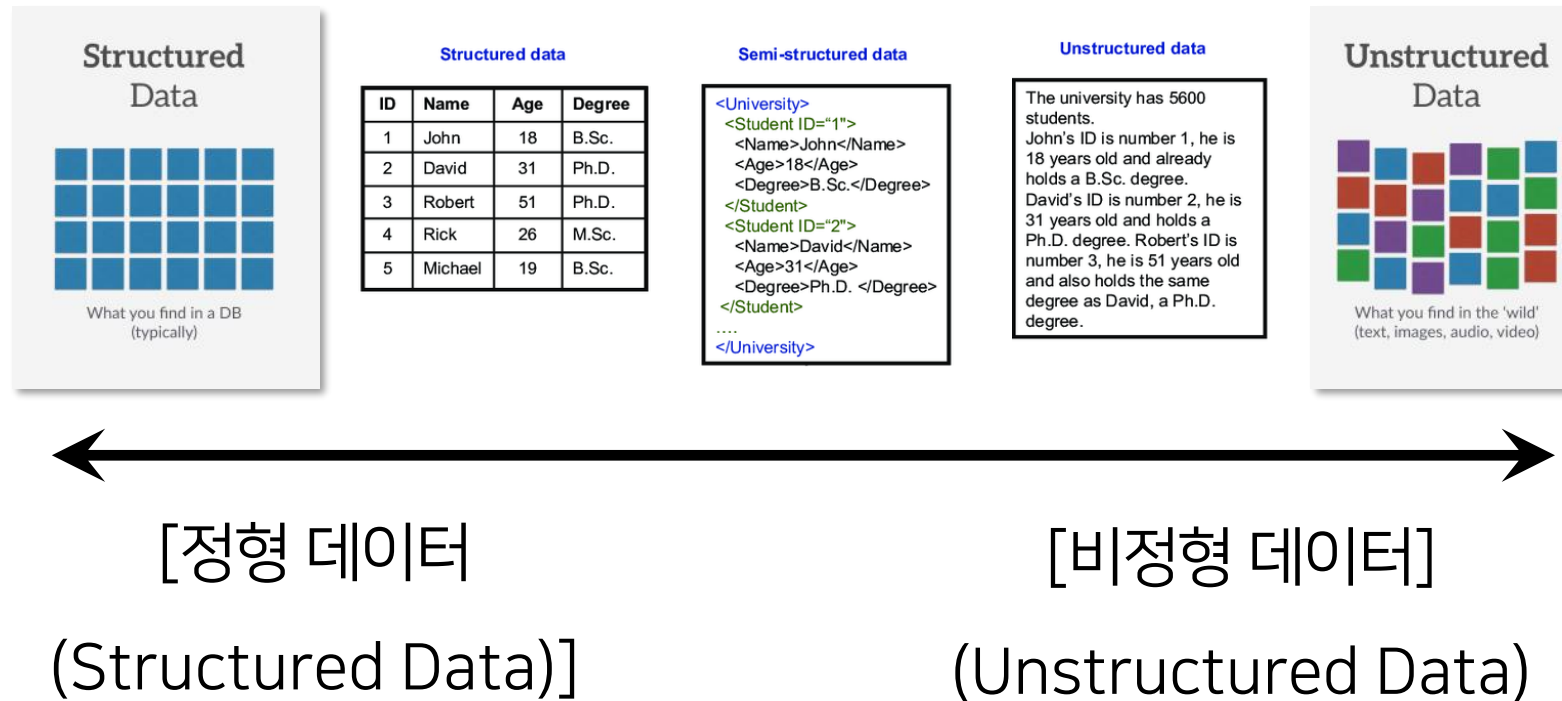 Structured
Data
What you find in a DB
(typically)
Structured data
ID Name Age Degree
1 John 18 B.Sc.
2 David 31 Ph.D.
3 Robert 51 Ph.D.
4 Rick 26 M.Sc.
5 Michael 19 B.Sc.
Semi-structured data
<University>
<Student ID=“1">
<Name>John</Name>
<Age>18</Age>
<Degree>B.Sc.</Degree>
</Student>
<Student ID=“2">
<Name>David</Name>
<Age>31</Age>
<Degree>Ph.D. </Degree>
</Student>
....
</University>
Unstructured data
The university has 5600
students.
John’s ID is number 1, he is
18 years old and already
holds a B.Sc. degree.
David’s ID is number 2, he is
31 years old and holds a
Ph.D. degree. Robert’s ID is
number 3, he is 51 years old
and also holds the same
degree as David, a Ph.D.
degree.
Unstructured
Data
What you find in the 'wild'
(text, images, audio, video)
[정형 데이터
(Structured Data)]
[비정형 데이터]
(Unstructured Data)